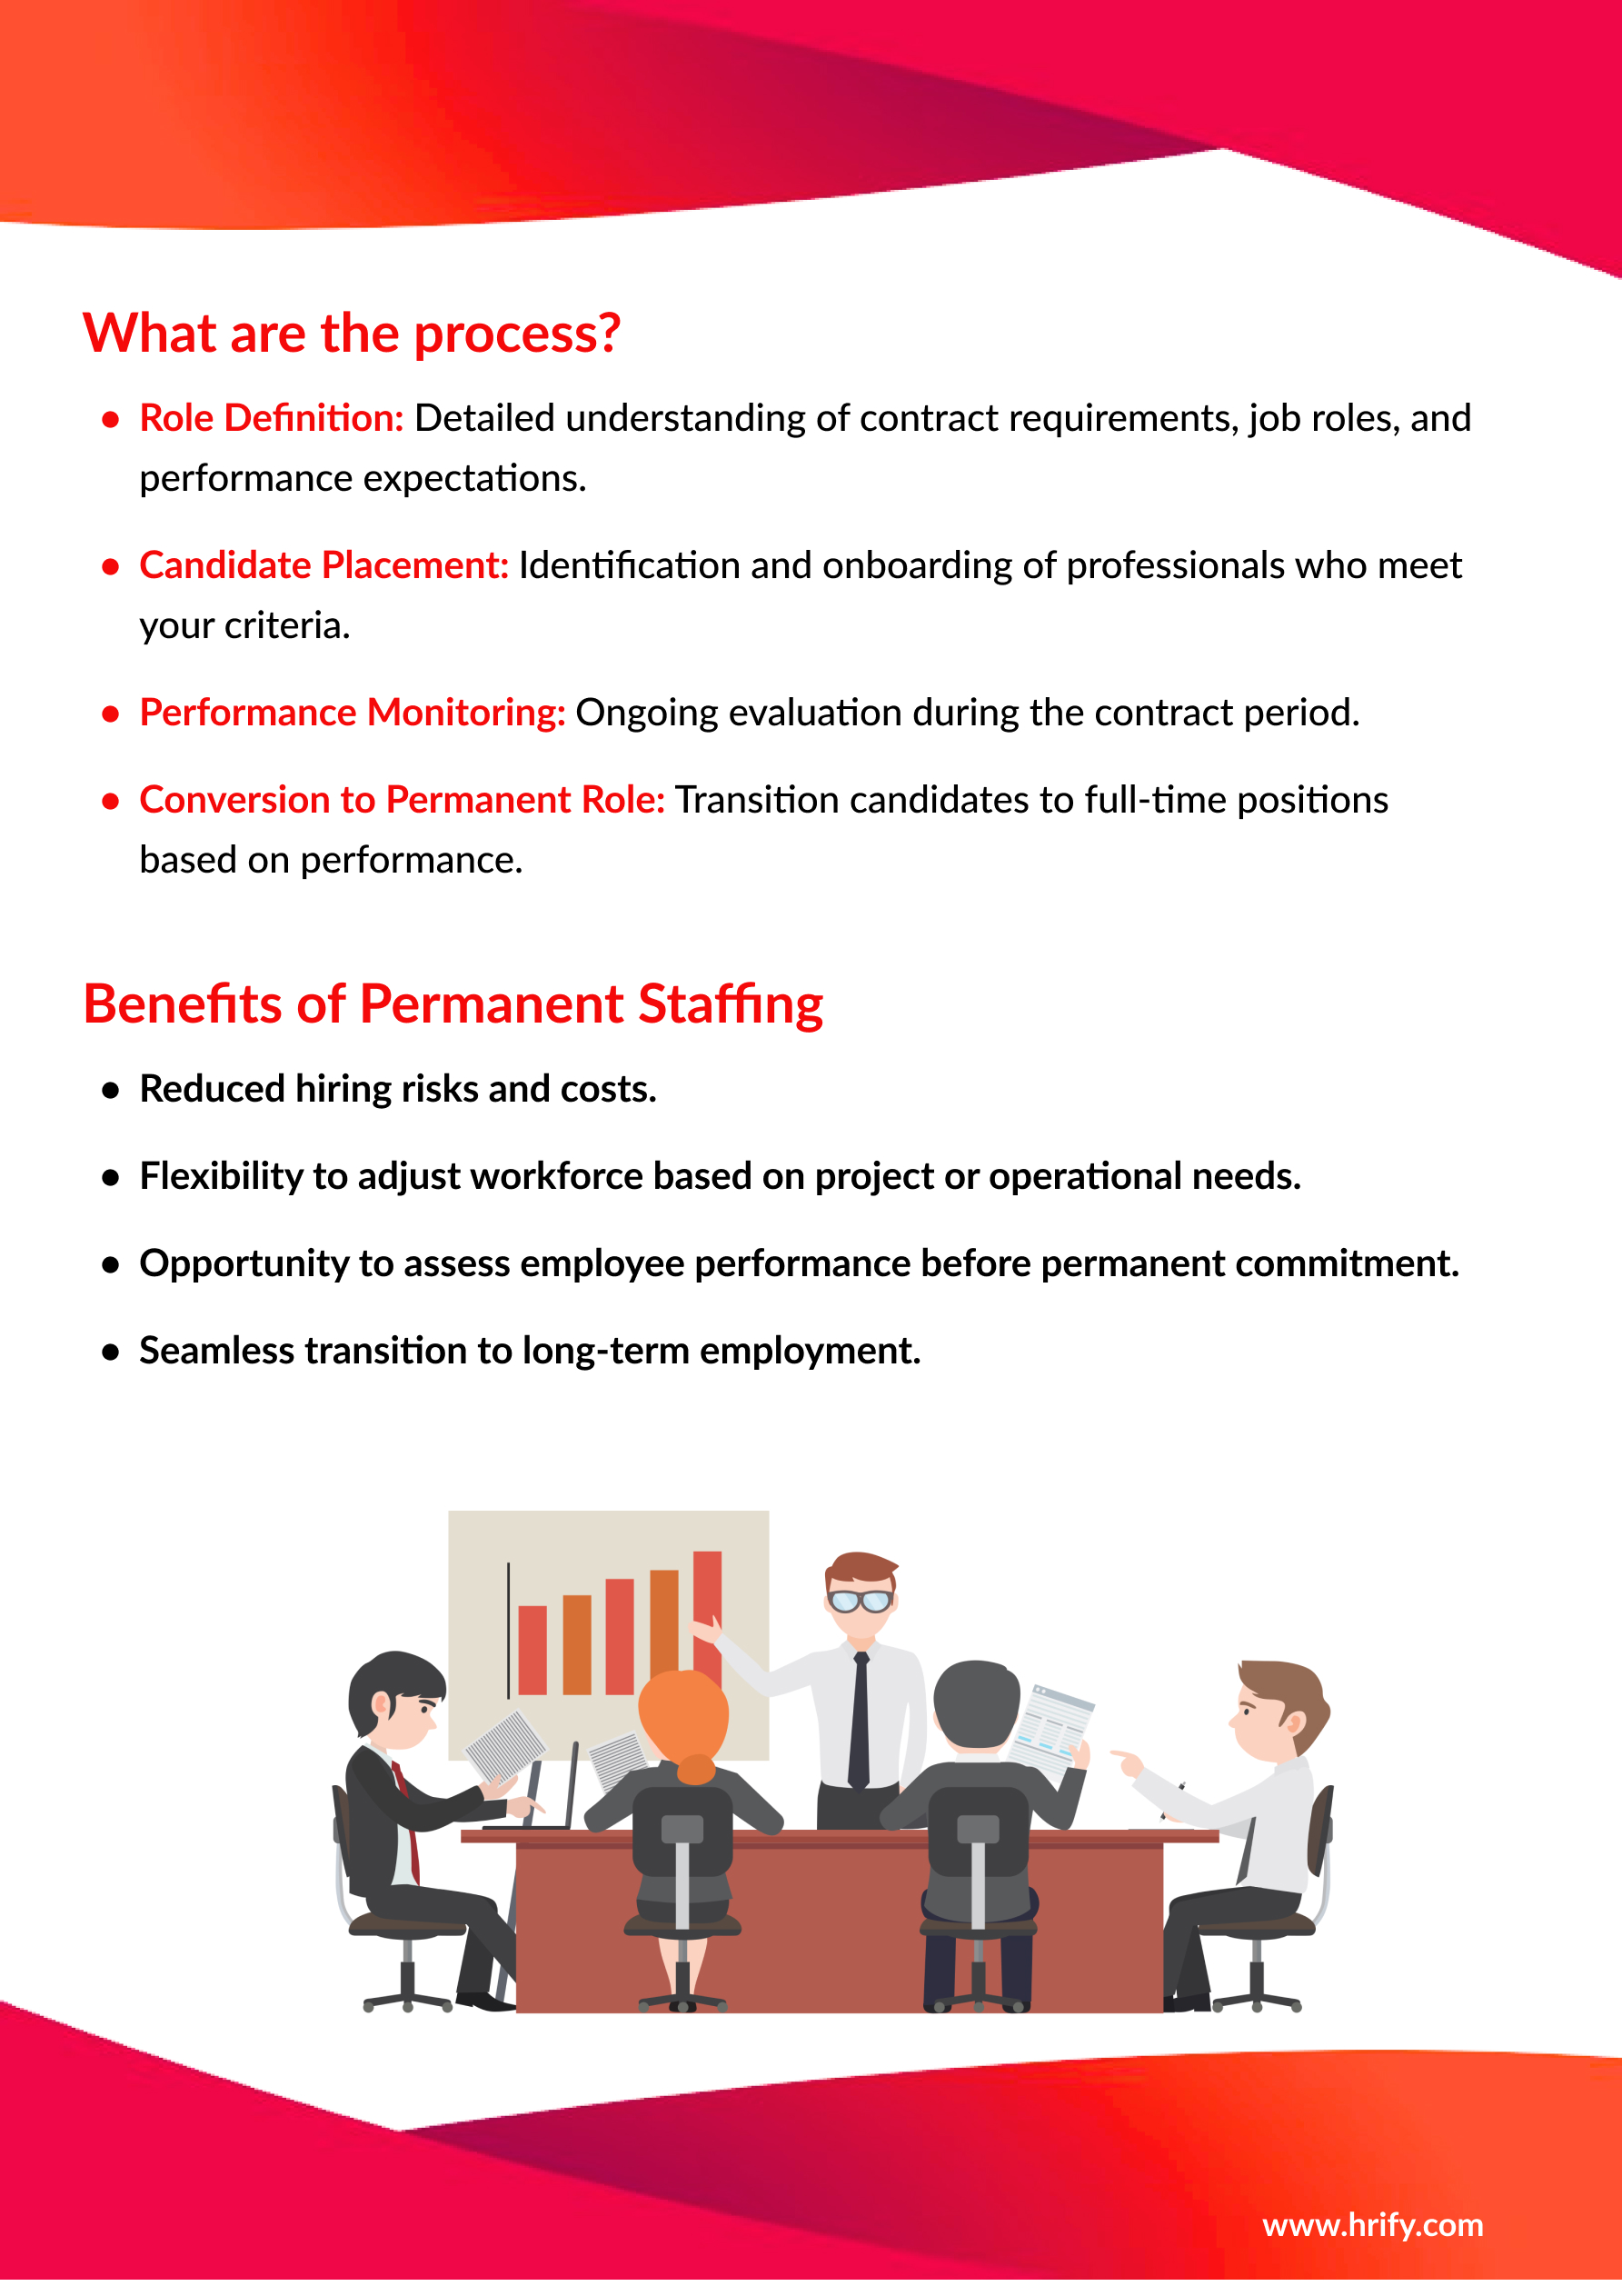 What are the process?
● Role Definition: Detailed understanding of contract requirements, job roles, and
performance expectations.
● Candidate Placement: Identification and onboarding of professionals who meet
your criteria.
● Performance Monitoring: Ongoing evaluation during the contract period.
● Conversion to Permanent Role: Transition candidates to full-time positions
based on performance.
Benefits of Permanent Staffing
● Reduced hiring risks and costs.
● Flexibility to adjust workforce based on project or operational needs.
● Opportunity to assess employee performance before permanent commitment.
● Seamless transition to long-term employment.
www.hrify.com